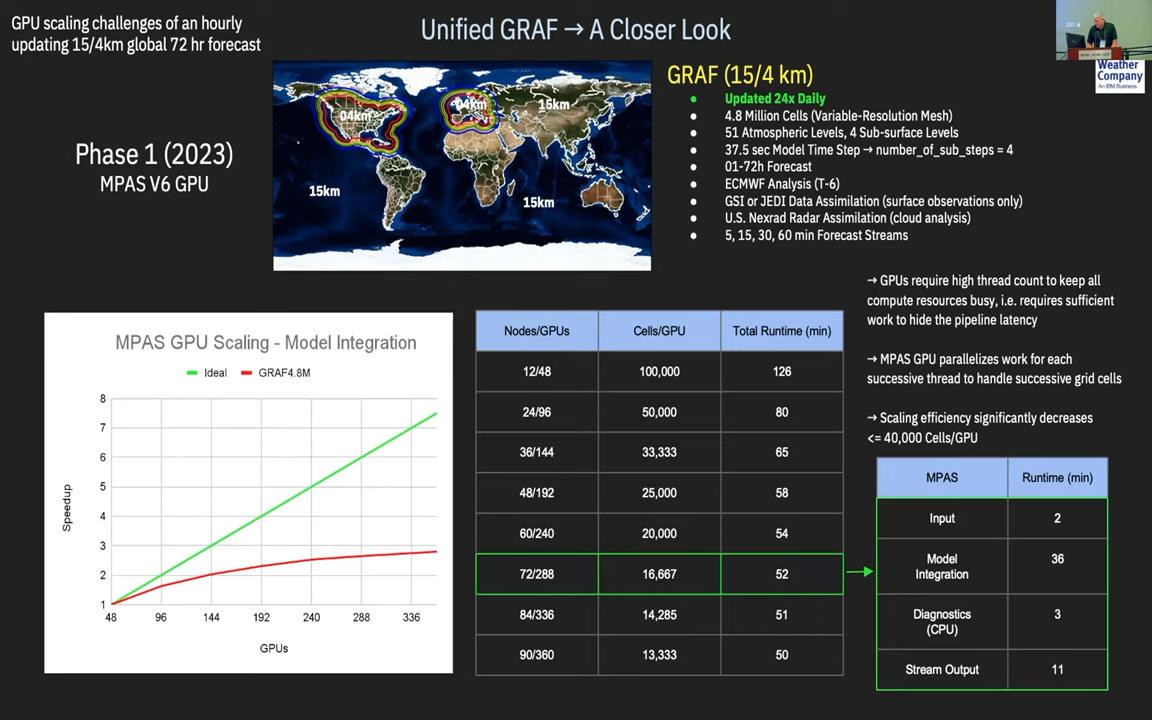 GPU scaling challenges of an hourly
updating 15/4km global 72 hr forecast
Unified GRAF → A Closer Look
Weather
Company
An IBM Business
Phase 1 (2023)
MPAS V6 GPU
04km
04km
15km
15km
15km
GRAF (15/4 km)
● Updated 24x Daily
● 4.8 Million Cells (Variable-Resolution Mesh)
● 51 Atmospheric Levels, 4 Sub-surface Levels
● 37.5 sec Model Time Step → number_of_sub_steps = 4
● 01-72h Forecast
● ECMWF Analysis (T-6)
● GSI or JEDI Data Assimilation (surface observations only)
● U.S. Nexrad Radar Assimilation (cloud analysis)
● 5, 15, 30, 60 min Forecast Streams
→ GPUs require high thread count to keep all
compute resources busy, i.e. requires sufficient
work to hide the pipeline latency
→ MPAS GPU parallelizes work for each
successive thread to handle successive grid cells
→ Scaling efficiency significantly decreases
<= 40,000 Cells/GPU
MPAS GPU Scaling - Model Integration
Ideal GRAF4.8M
Speedup
8
7
6
5
4
3
2
1
48 96 144 192 240 288 336
GPUs
Nodes/GPUs Cells/GPU Total Runtime (min)
12/48 100,000 126
24/96 50,000 80
36/144 33,333 65
48/192 25,000 58
60/240 20,000 54
72/288 16,667 52
84/336 14,285 51
90/360 13,333 50
MPAS Runtime (min)
Input 2
Model
Integration 36
Diagnostics
(CPU) 3
Stream Output 11